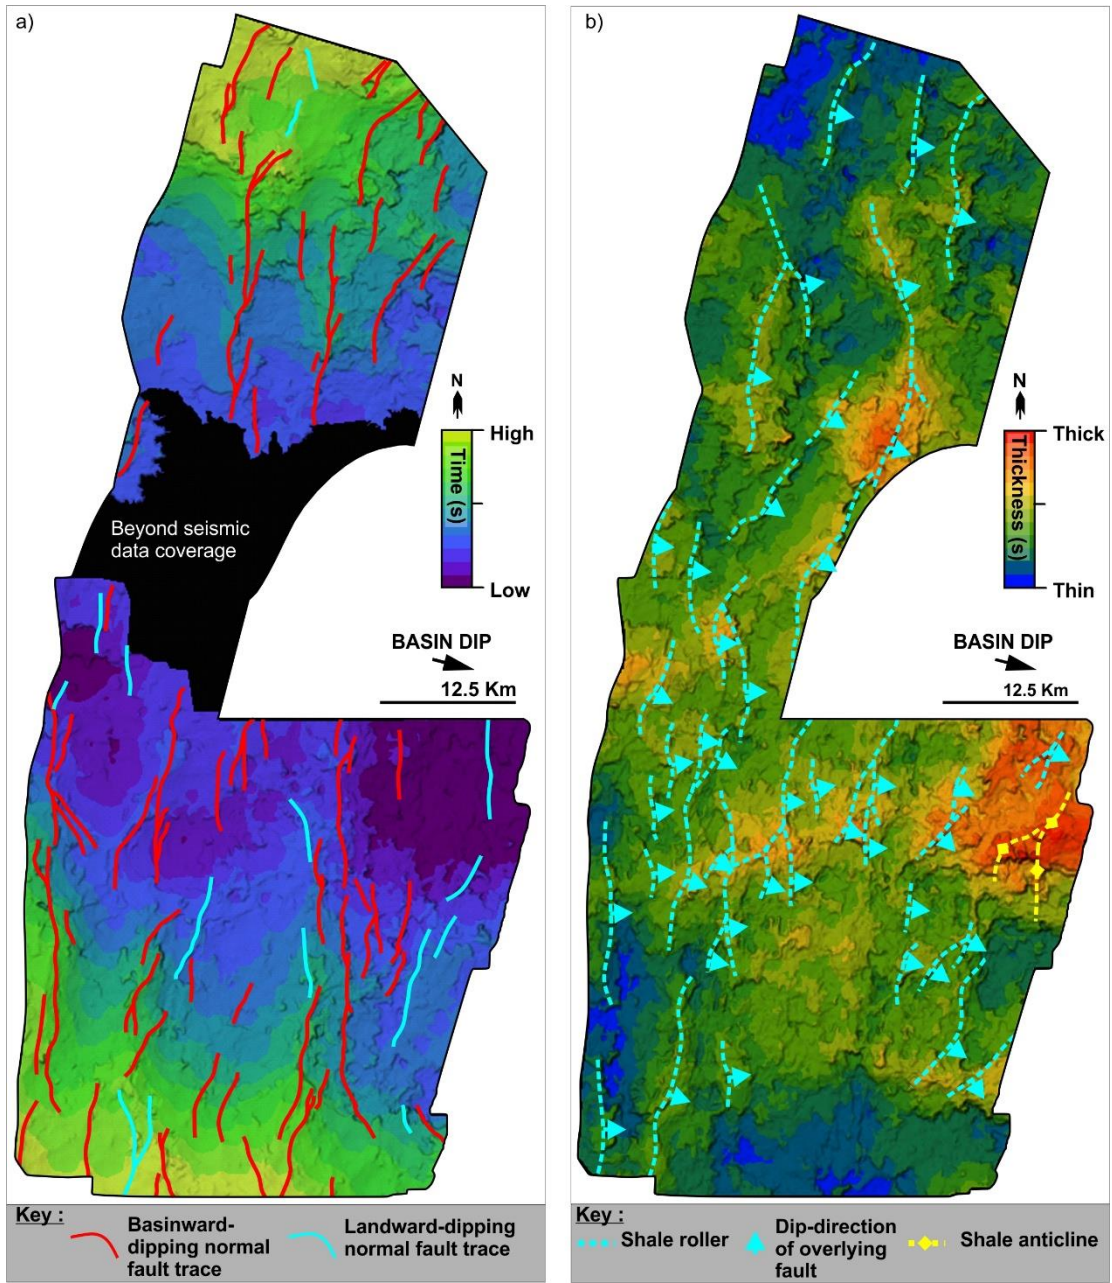 a)
N
High
Time (s)
Low
Beyond seismic
data coverage
BASIN DIP
12.5 Km
Key :
Basinward-
dipping normal
fault trace
Landward-dipping
normal fault trace
b)
N
Thick
Thickness (s)
Thin
BASIN DIP
12.5 Km
Key :
Shale roller
Dip-direction
of overlying
fault
Shale anticline